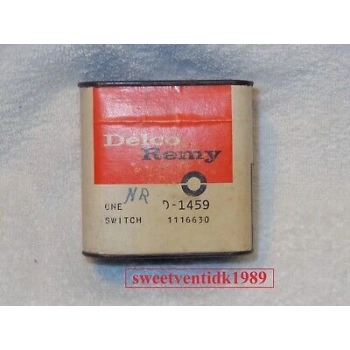 Delco
Remy
NR
ONE D-1459
SWITCH 1116630
sweetventidk1989